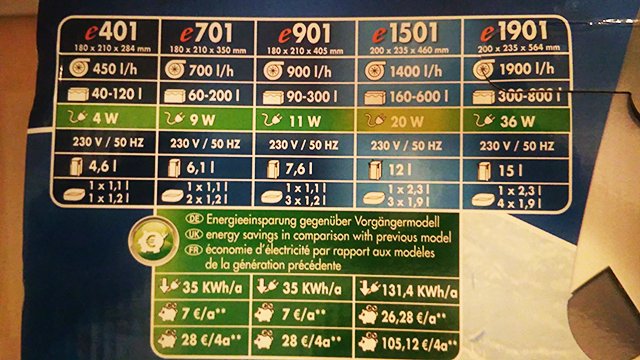 e401 e701 e901 e1501 e1901
180 x 210 x 284 mm 180 x 210 x 350 mm 180 x 210 x 405 mm 200 x 235 x 460 mm 200 x 235 x 564 mm
450 l/h 700 l/h 900 l/h 1400 l/h 1900 l/h
40-120 l 60-200 l 90-300 l 160-600 l 300-800 l
4 W 9 W 11 W 20 W 36 W
230 V / 50 HZ 230 V / 50 HZ 230 V / 50 HZ 230 V / 50 HZ 230 V / 50 HZ
4,6 l 6,1 l 7,6 l 12 l 15 l
1 x 1,1 l 1 x 1,1 l 1 x 1,1 l 1 x 2,3 l 1 x 2,3 l
1 x 1,2 l 2 x 1,2 l 3 x 1,2 l 3 x 1,9 l 4 x 1,9 l
DE Energieeinsparung gegenüber Vorgängermodell
UK energy savings in comparison with previous model
FR économie d'électricité par rapport aux modèles
de la génération précédente
€
35 KWh/a 35 KWh/a 131,4 KWh/a
7 €/a** 7 €/a** 26,28 €/a**
28 €/4a** 28 €/4a** 105,12 €/4a**